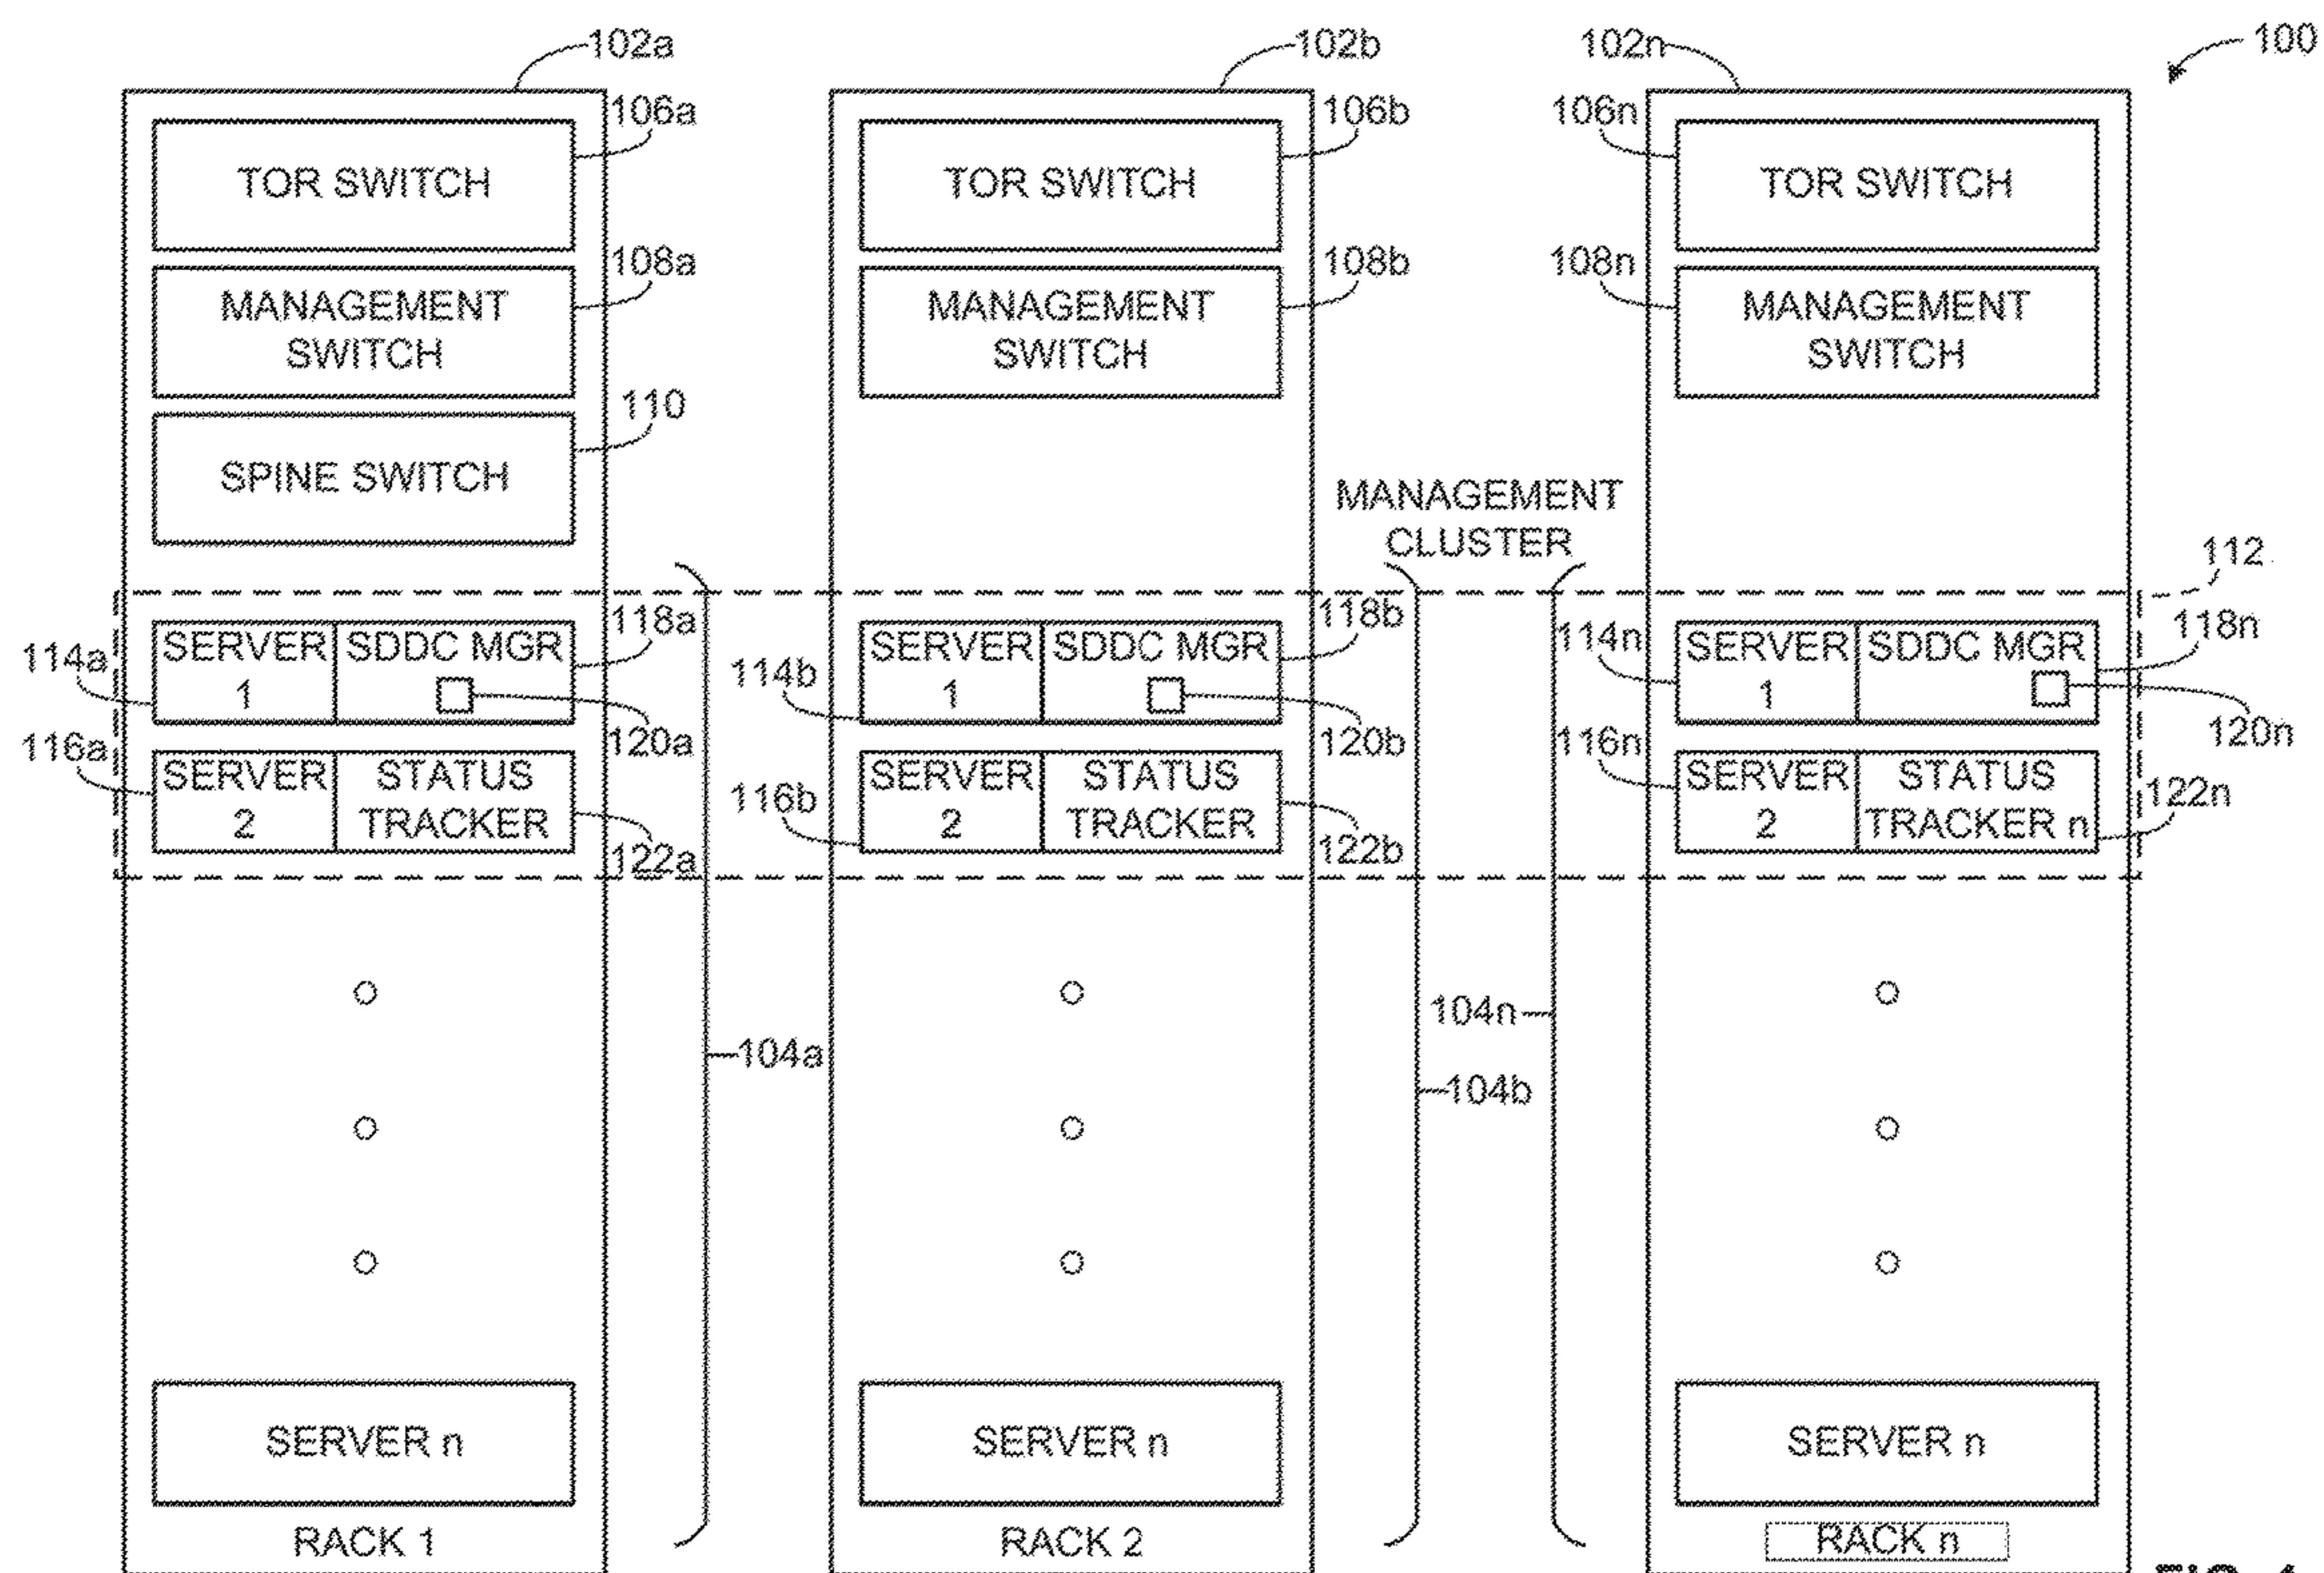 102a
102b
102n
100
106a
106b
106n
TOR SWITCH
TOR SWITCH
TOR SWITCH
108a
108b
108n
MANAGEMENT
SWITCH
MANAGEMENT
SWITCH
MANAGEMENT
SWITCH
110
SPINE SWITCH
MANAGEMENT
CLUSTER
112
114a
SERVER
1
SDDC MGR
118a
120a
114b
SERVER
1
SDDC MGR
118b
120b
114n
SERVER
1
SDDC MGR
118n
120n
116a
SERVER
2
STATUS
TRACKER
122a
116b
SERVER
2
STATUS
TRACKER
122b
116n
SERVER
2
STATUS
TRACKER n
122n
104a
104n
104b
SERVER n
SERVER n
SERVER n
RACK 1
RACK 2
RACK n